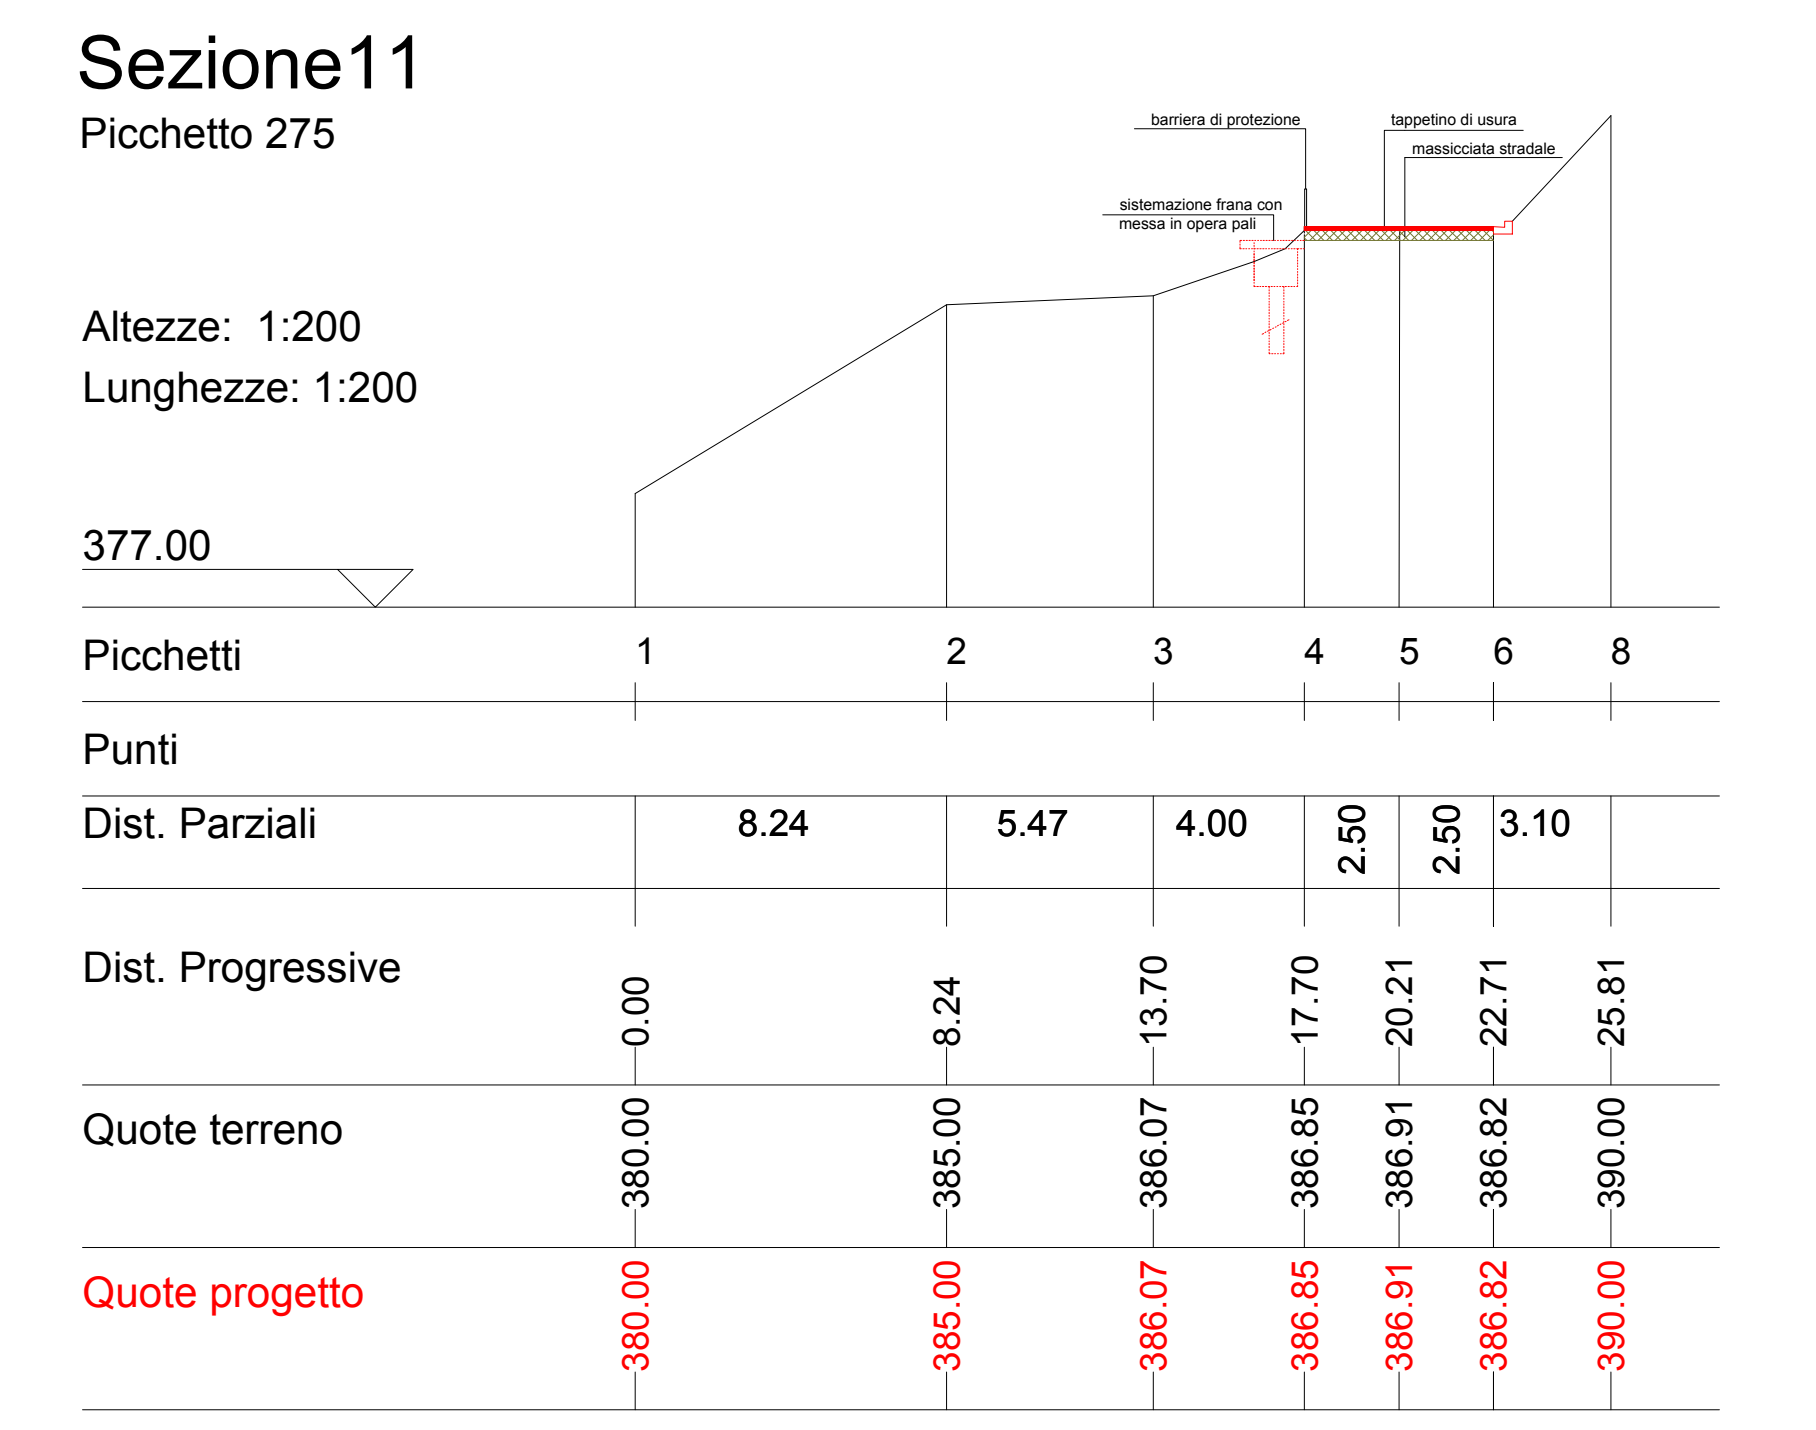 Sezione11
Picchetto 275
barriera di protezione
tappetino di usura
massicciata stradale
sistemazione frana con
messa in opera pali
Altezze: 1:200
Lunghezze: 1:200
377.00
Picchetti 1 2 3 4 5 6 8
Punti
Dist. Parziali 8.24 5.47 4.00 2.50 2.50 3.10
Dist. Progressive 0.00 8.24 13.70 17.70 20.21 22.71 25.81
Quote terreno 380.00 385.00 386.07 386.85 386.91 386.82 390.00
Quote progetto 380.00 385.00 386.07 386.85 386.91 386.82 390.00